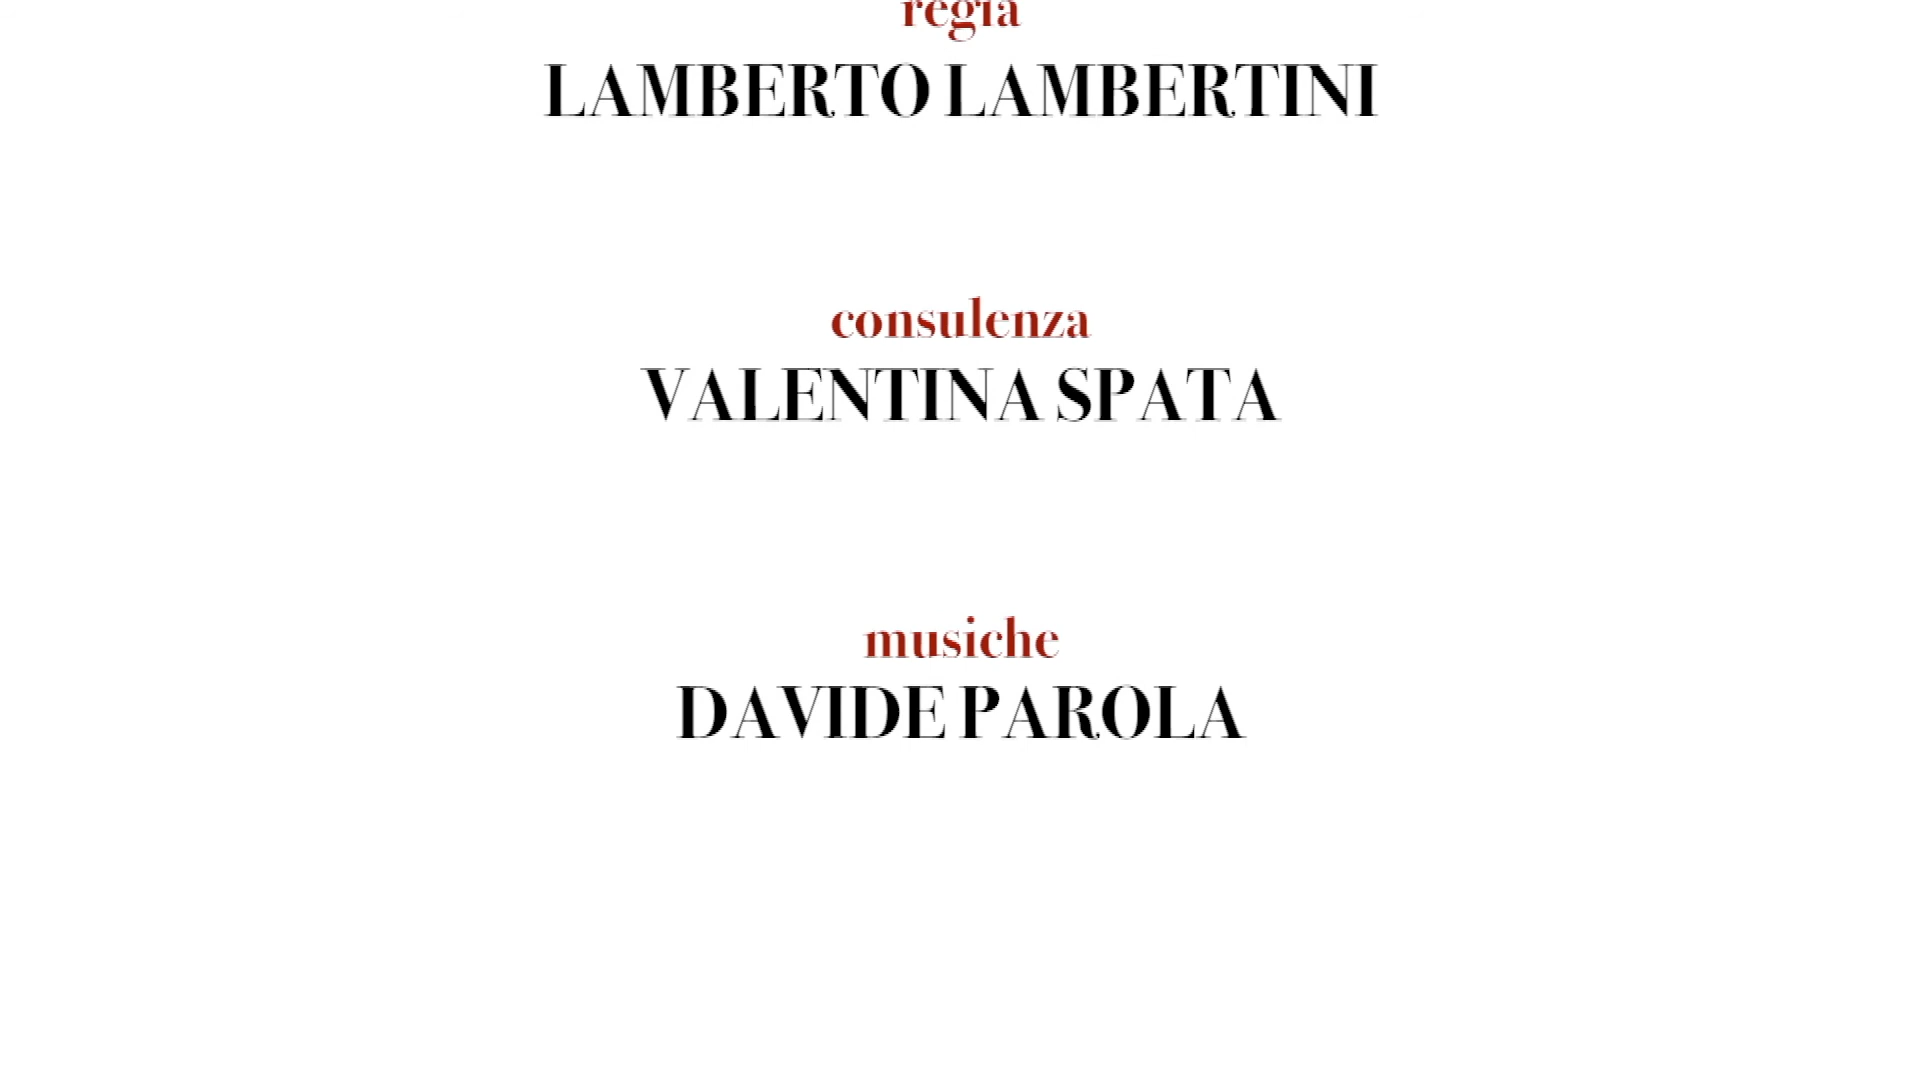 regia
LAMBERTO LAMBERTINI
consulenza
VALENTINA SPATA
musiche
DAVIDE PAROLA